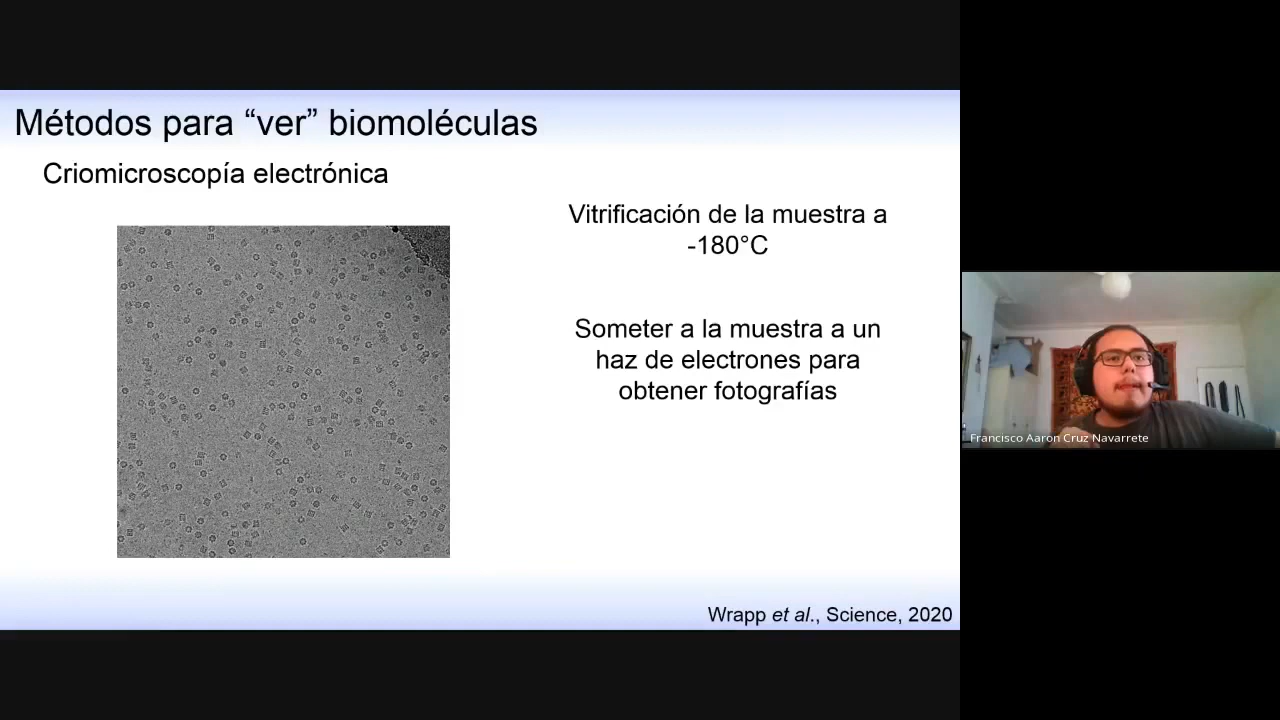 Métodos para “ver” biomoléculas
Criomicroscopía electrónica
Vitrificación de la muestra a
-180°C
Someter a la muestra a un
haz de electrones para
obtener fotografías
Wrapp et al., Science, 2020
Francisco Aaron Cruz Navarrete